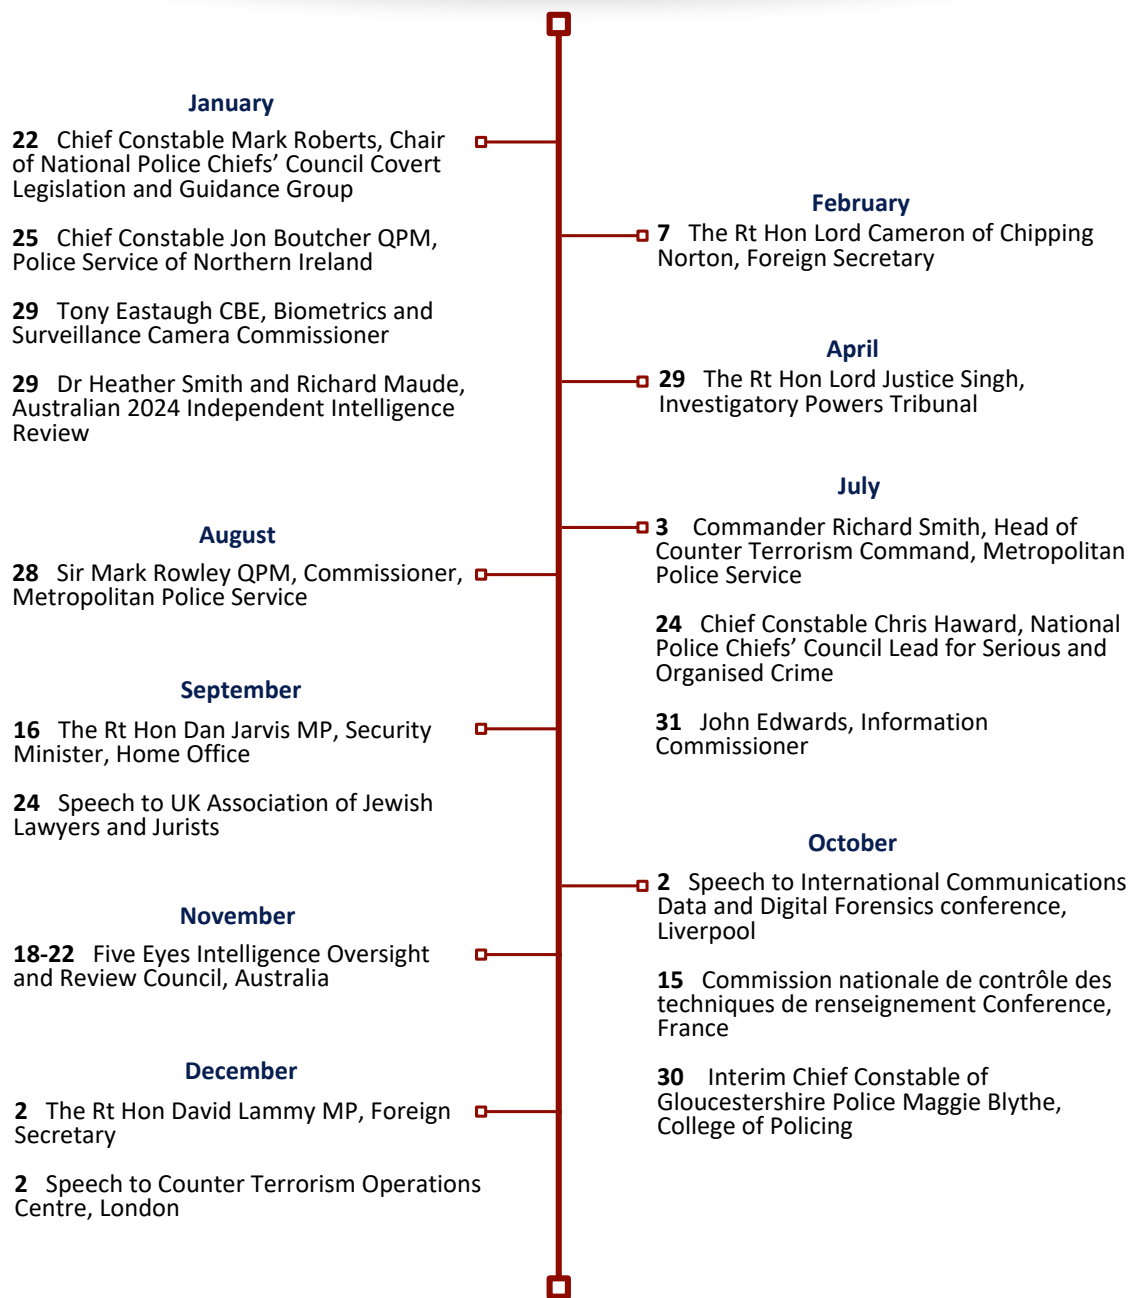 January
22 Chief Constable Mark Roberts, Chair
of National Police Chiefs’ Council Covert
Legislation and Guidance Group
25 Chief Constable Jon Boutcher QPM,
Police Service of Northern Ireland
29 Tony Eastaugh CBE, Biometrics and
Surveillance Camera Commissioner
29 Dr Heather Smith and Richard Maude,
Australian 2024 Independent Intelligence
Review
February
7 The Rt Hon Lord Cameron of Chipping
Norton, Foreign Secretary
April
29 The Rt Hon Lord Justice Singh,
Investigatory Powers Tribunal
July
3 Commander Richard Smith, Head of
Counter Terrorism Command, Metropolitan
Police Service
24 Chief Constable Chris Haward, National
Police Chiefs’ Council Lead for Serious and
Organised Crime
31 John Edwards, Information
Commissioner
August
28 Sir Mark Rowley QPM, Commissioner,
Metropolitan Police Service
September
16 The Rt Hon Dan Jarvis MP, Security
Minister, Home Office
24 Speech to UK Association of Jewish
Lawyers and Jurists
October
2 Speech to International Communications
Data and Digital Forensics conference,
Liverpool
15 Commission nationale de contrôle des
techniques de renseignement Conference,
France
30 Interim Chief Constable of
Gloucestershire Police Maggie Blythe,
College of Policing
November
18-22 Five Eyes Intelligence Oversight
and Review Council, Australia
December
2 The Rt Hon David Lammy MP, Foreign
Secretary
2 Speech to Counter Terrorism Operations
Centre, London